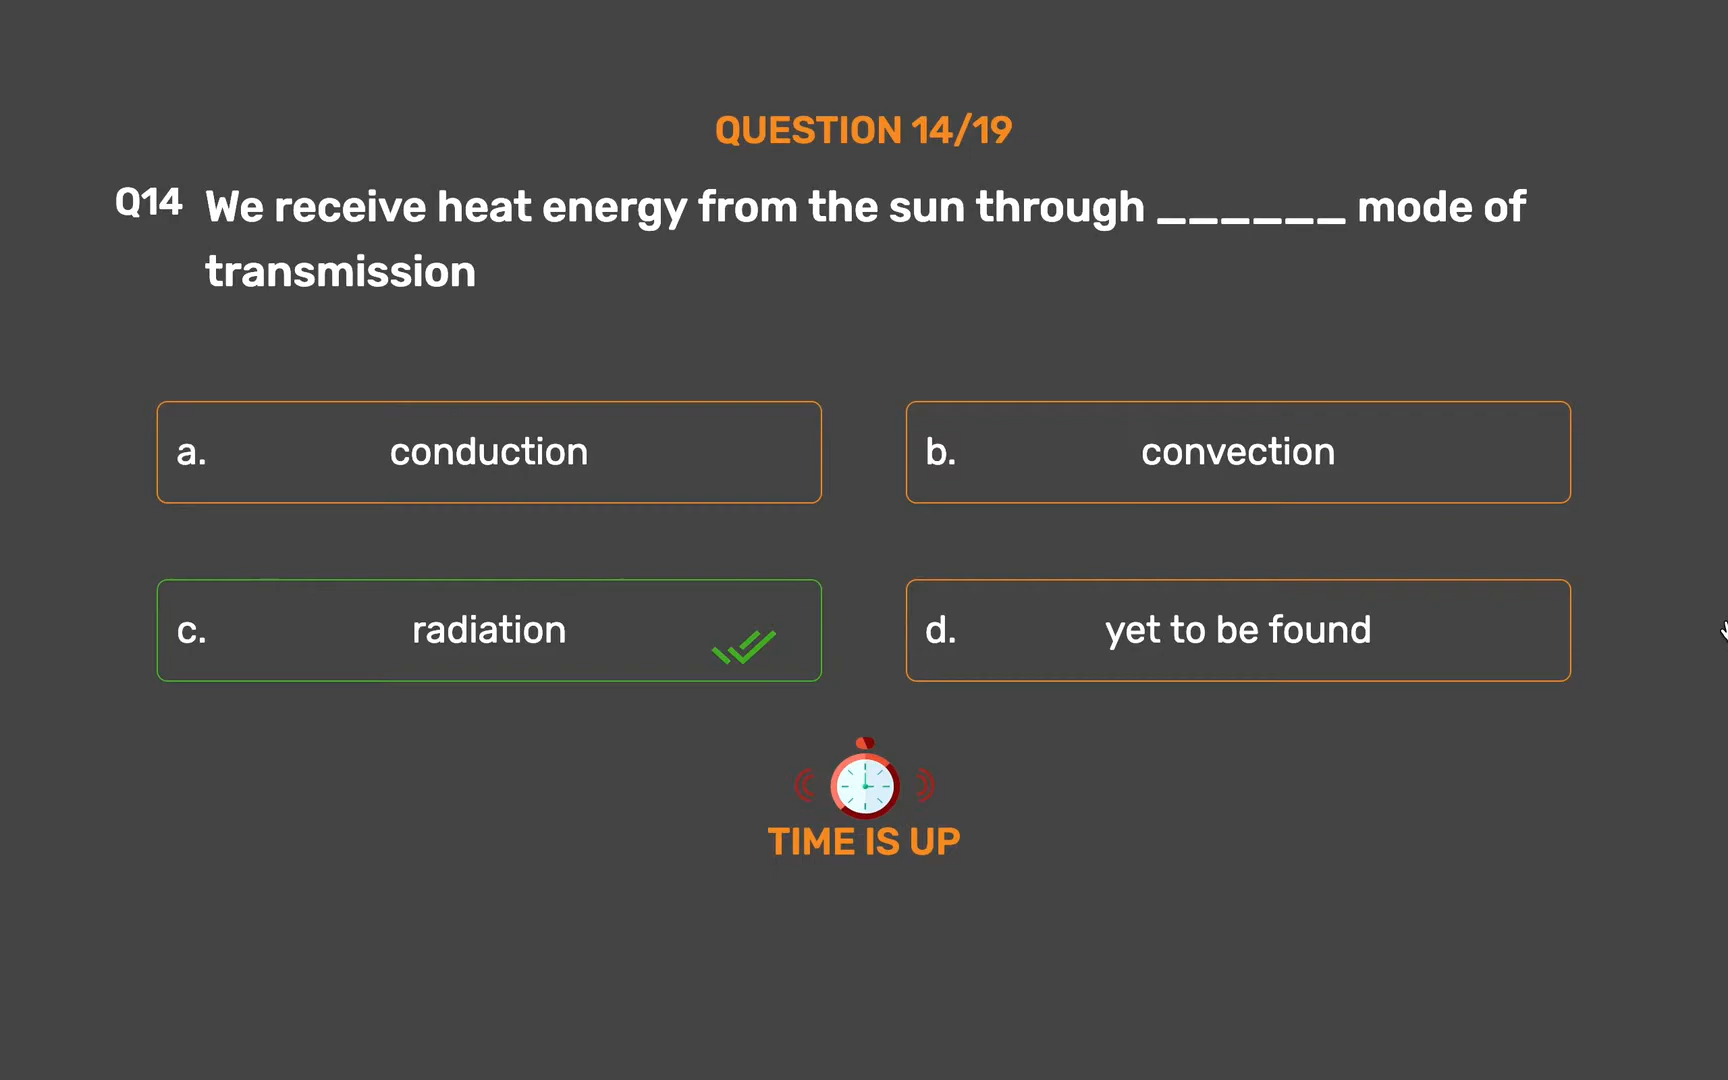 QUESTION 14/19
Q14 We receive heat energy from the sun through ______ mode of
transmission
a. conduction
b. convection
c. radiation
d. yet to be found
TIME IS UP